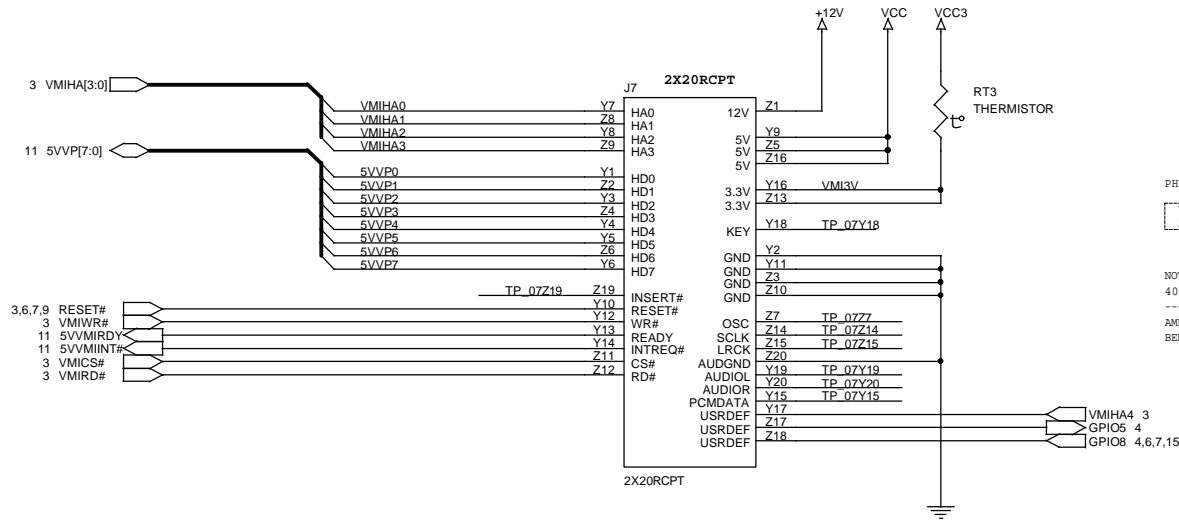 +12V VCC VCC3
2X20RCPT
J7
RT3
THERMISTOR
t°
3 VMIHA[3:0]
11 5VVP[7:0]
VMIHA0 Y7 HA0
VMIHA1 Z8 HA1
VMIHA2 Y8 HA2
VMIHA3 Z9 HA3
5VVP0 Y1 HD0
5VVP1 Z2 HD1
5VVP2 Y3 HD2
5VVP3 Z4 HD3
5VVP4 Y4 HD4
5VVP5 Y5 HD5
5VVP6 Z6 HD6
5VVP7 Y6 HD7
TP_07Z19 Z19 INSERT#
3,6,7,9 RESET# Y10 RESET#
3 VMIWR# Y12 WR#
11 5VVMIRDY Y13 READY
11 5VVMIINT# Y14 INTREQ#
3 VMICS# Z11 CS#
3 VMIRD# Z12 RD#
12V Z1
5V Y9
5V Z5
5V Z16
3.3V Y16 VMI3V
3.3V Z13
KEY Y18 TP_07Y18
GND Y2
GND Y11
GND Z3
GND Z10
OSC Z7 TP_07Z7
SCLK Z14 TP_07Z14
LRCK Z15 TP_07Z15
AUDGND Z20
AUDIOL Y19 TP_07Y19
AUDIOR Y20 TP_07Y20
PCMDATA Y15 TP_07Y15
USRDEF Y17 VMIHA4 3
USRDEF Z17 GPIO5 4
USRDEF Z18 GPIO8 4,6,7,15
2X20RCPT
PH
40